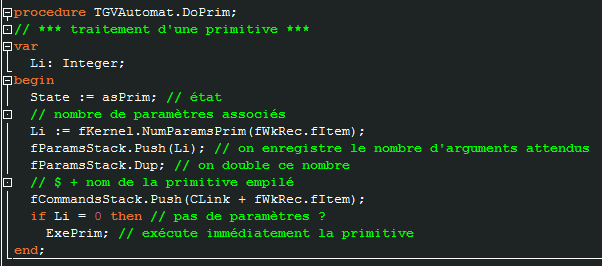 procedure TGVAutomat.DoPrim;
// *** traitement d'une primitive ***
var
Li: Integer;
begin
State := asPrim; // état
// nombre de paramètres associés
Li := fKernel.NumParamsPrim(fWkRec.fItem);
fParamsStack.Push(Li); // on enregistre le nombre d'arguments attendus
fParamsStack.Dup; // on double ce nombre
// $ + nom de la primitive empilé
fCommandsStack.Push(CLink + fWkRec.fItem);
if Li = 0 then // pas de paramètres ?
ExePrim; // exécute immédiatement la primitive
end;